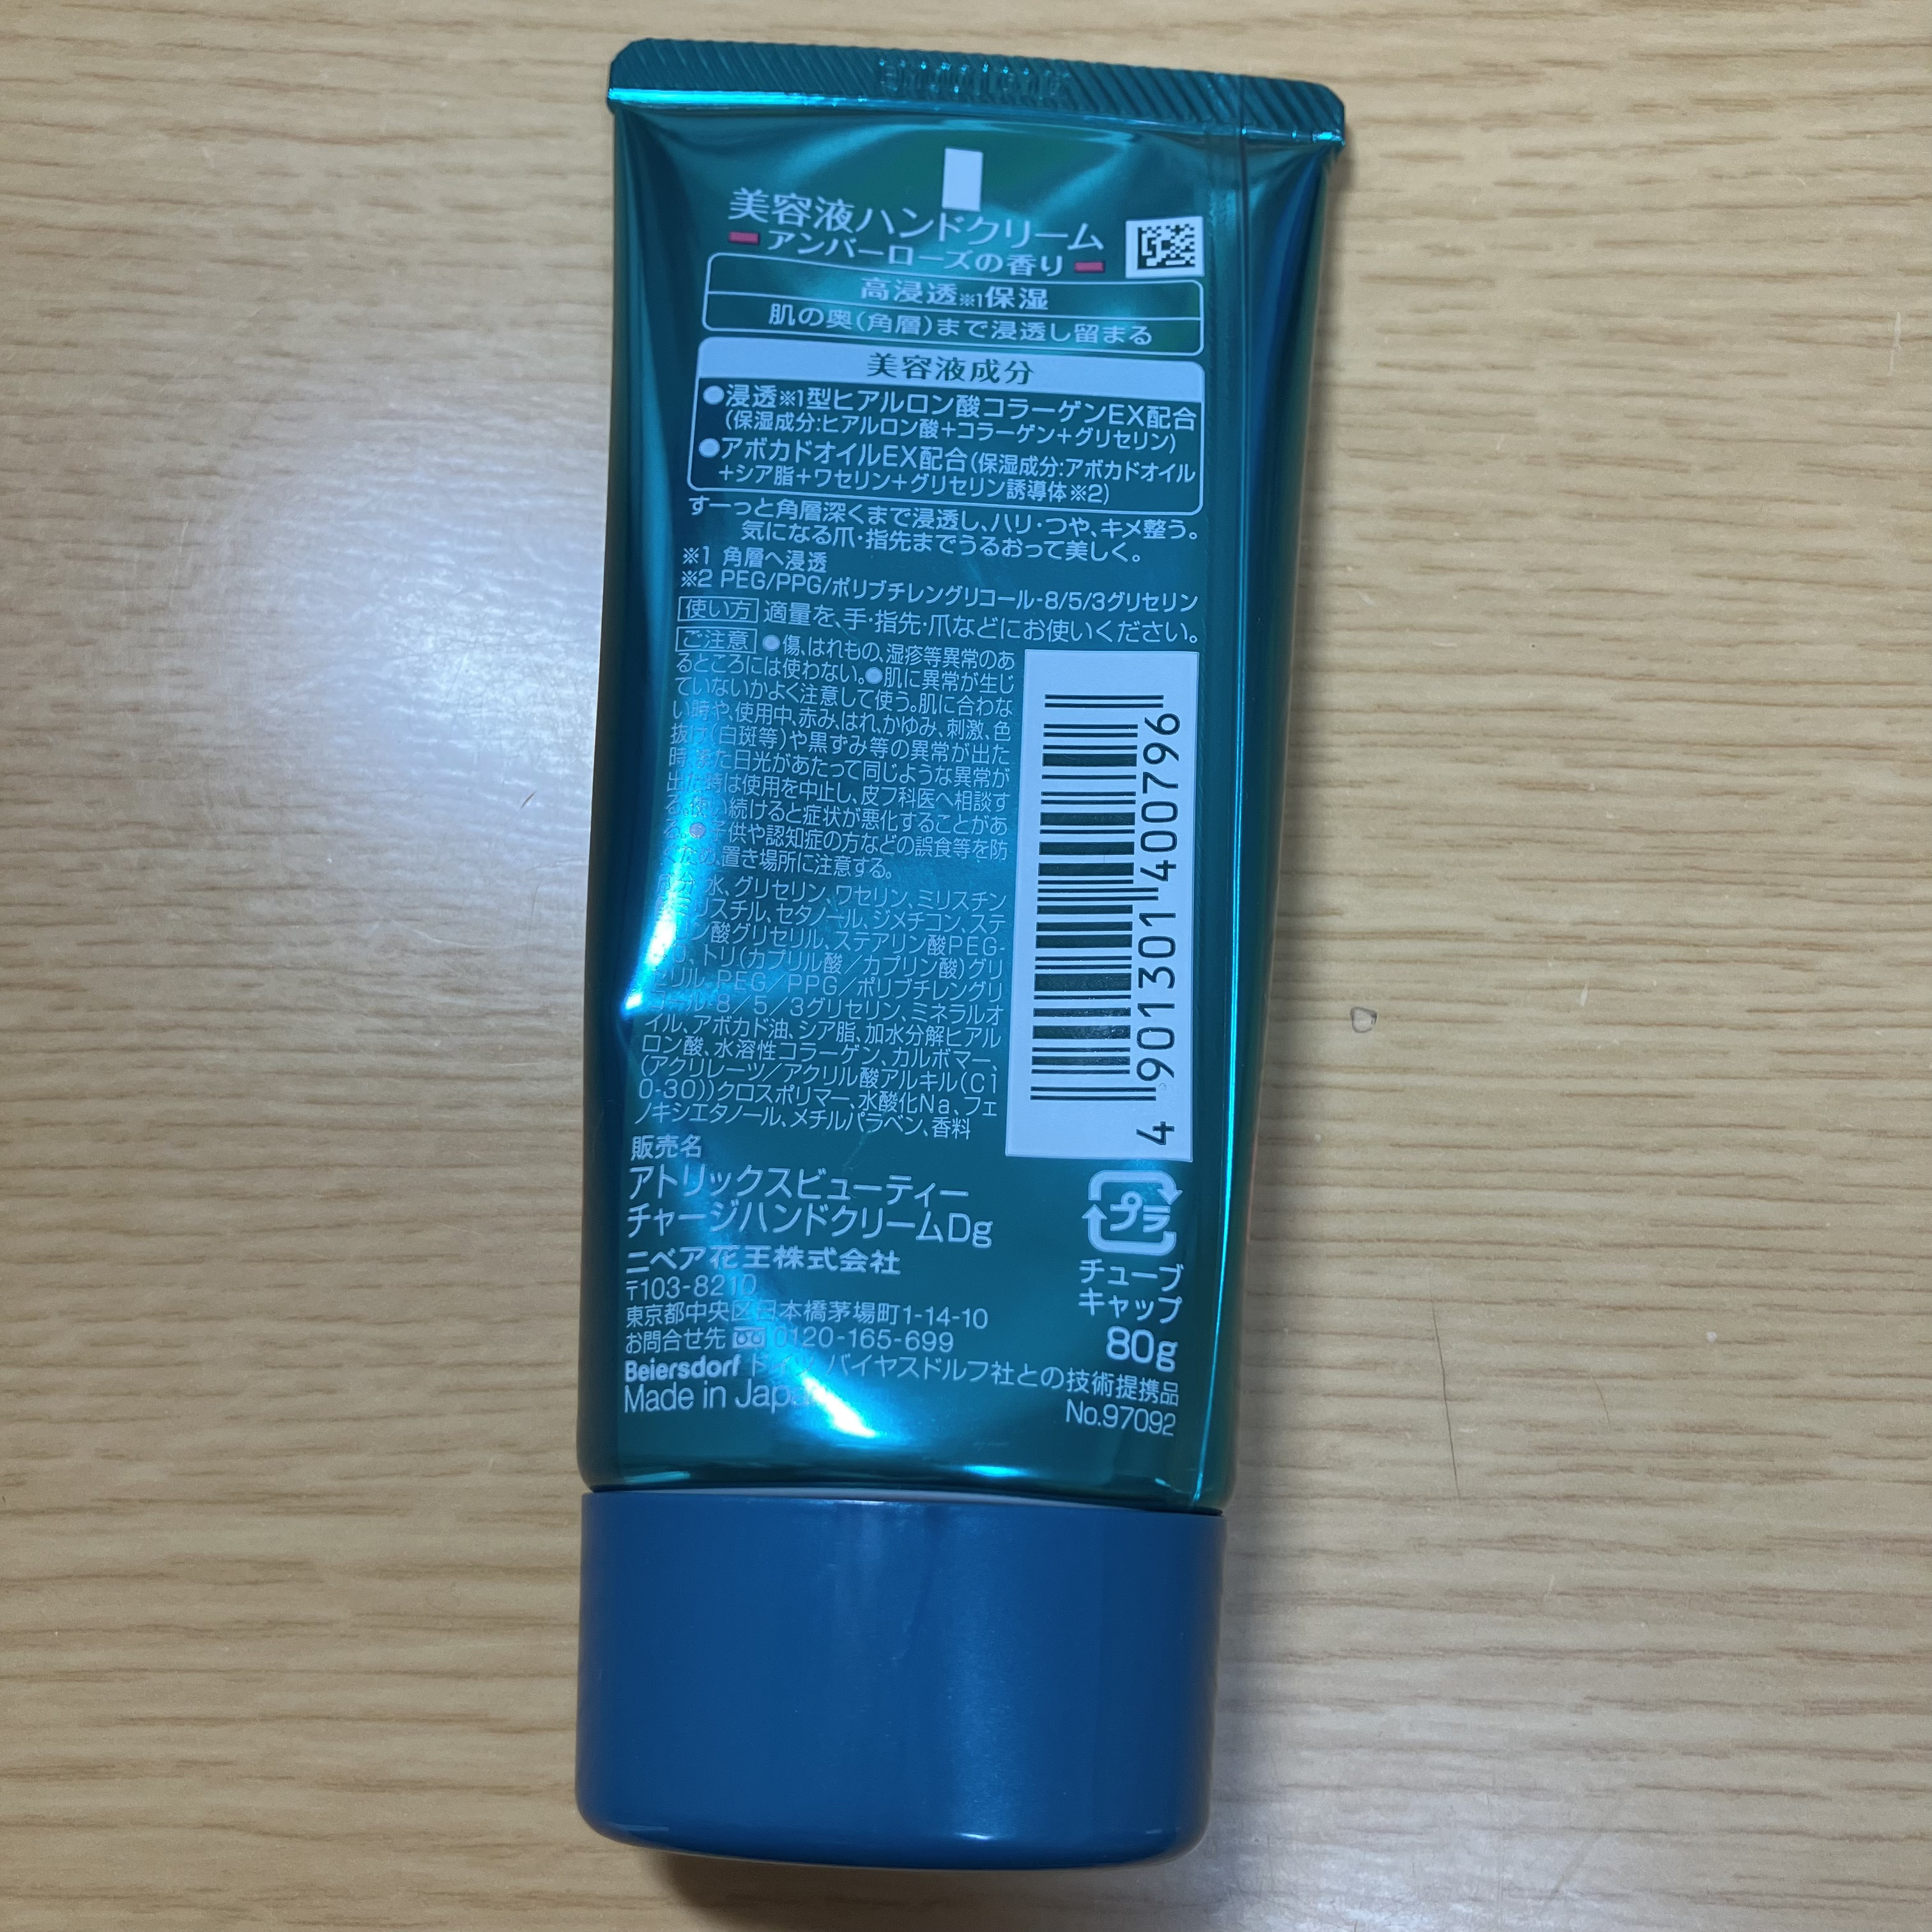 美容液ハンドクリーム
アンバーローズの香り
高浸透※1保湿
肌の奥(角層)まで浸透し留まる
美容液成分
●浸透※1型ヒアルロン酸コラーゲンEX配合
(保湿成分:ヒアルロン酸+コラーゲン+グリセリン)
●アボカドオイルEX配合(保湿成分:アボカドオイル
+シア脂+ワセリン+グリセリン誘導体※2)
すーっと角層深くまで浸透し、ハリ・つや、キメ整う。
気になる爪・指先までうるおって美しく。
※1 角層へ浸透
※2 PEG/PPG/ポリブチレングリコール-8/5/3グリセリン
使い方 適量を、手・指先・爪などにお使いください。
ご注意 ●傷、はれもの、湿疹等異常のあ
るところには使わない。●肌に異常が生じ
ていないかよく注意して使う。肌に合わな
い時や、使用中、赤み、はれ、かゆみ、刺激、色
抜け(白斑等)や黒ずみ等の異常が出た
時、また日光があたって同じような異常が
出た時は使用を中止し、皮フ科医へ相談す
る。使い続けると症状が悪化することがあ
る。●子供や認知症の方などの誤食等を防
ぐため、置き場所に注意する。
成分:水、グリセリン、ワセリン、ミリスチン
酸ミリスチル、セタノール、ジメチコン、ステ
アリン酸グリセリル、ステアリン酸PEG-
、トリ(カプリル酸/カプリン酸)グリ
セリル、PEG/PPG/ポリブチレングリ
コール-8/5/3グリセリン、ミネラルオ
イル、アボカド油、シア脂、加水分解ヒアル
ロン酸、水溶性コラーゲン、カルボマー、
(アクリレーツ/アクリル酸アルキル(C1
0-30))クロスポリマー、水酸化Na、フェ
ノキシエタノール、メチルパラベン、香料
4 901301 400796
販売名
アトリックスビューティー
チャージハンドクリームDg
ニベア花王株式会社
〒103-8210
東京都中央区日本橋茅場町1-14-10
お問合せ先 0120-165-699
プラ
チューブ
キャップ
80g
Beiersdorf ドイツ バイヤスドルフ社との技術提携品
Made in Japan
No.97092